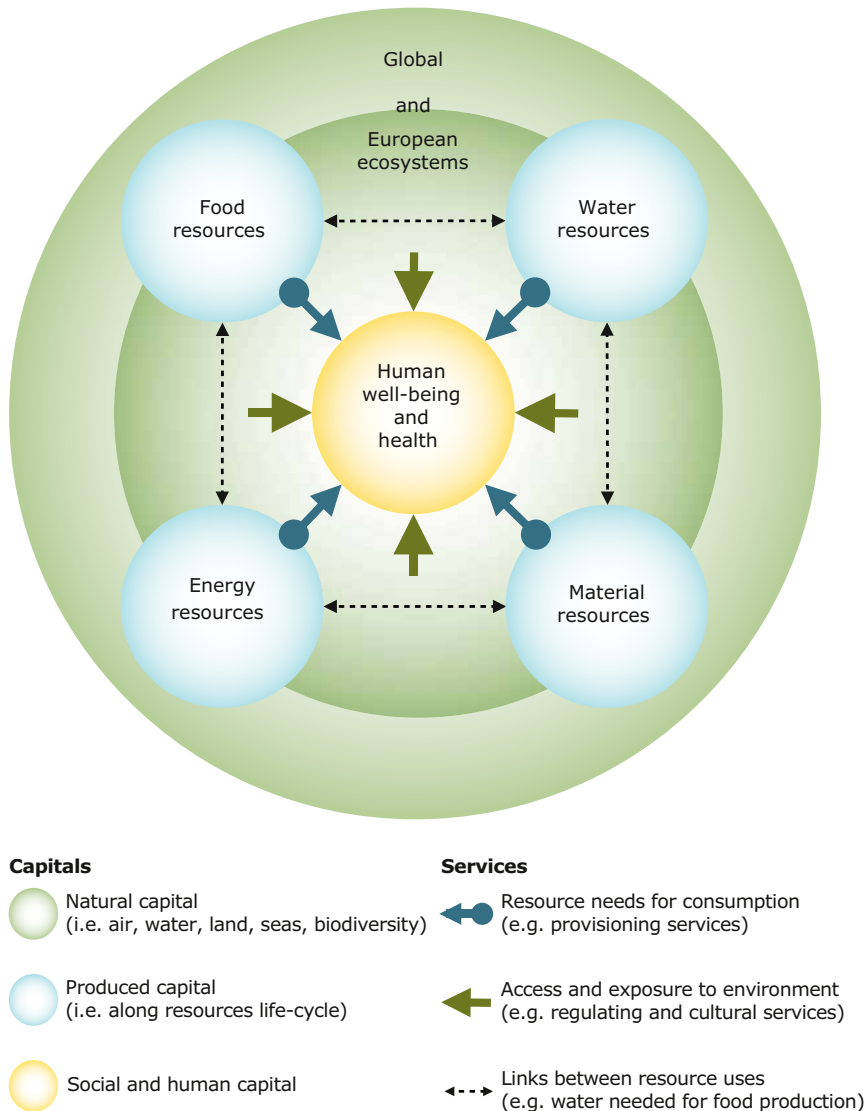 Global
and
European
ecosystems
Food
resources
Water
resources
Human
well-being
and
health
Energy
resources
Material
resources
Capitals
Natural capital
(i.e. air, water, land, seas, biodiversity)
Produced capital
(i.e. along resources life-cycle)
Social and human capital
Services
Resource needs for consumption
(e.g. provisioning services)
Access and exposure to environment
(e.g. regulating and cultural services)
Links between resource uses
(e.g. water needed for food production)